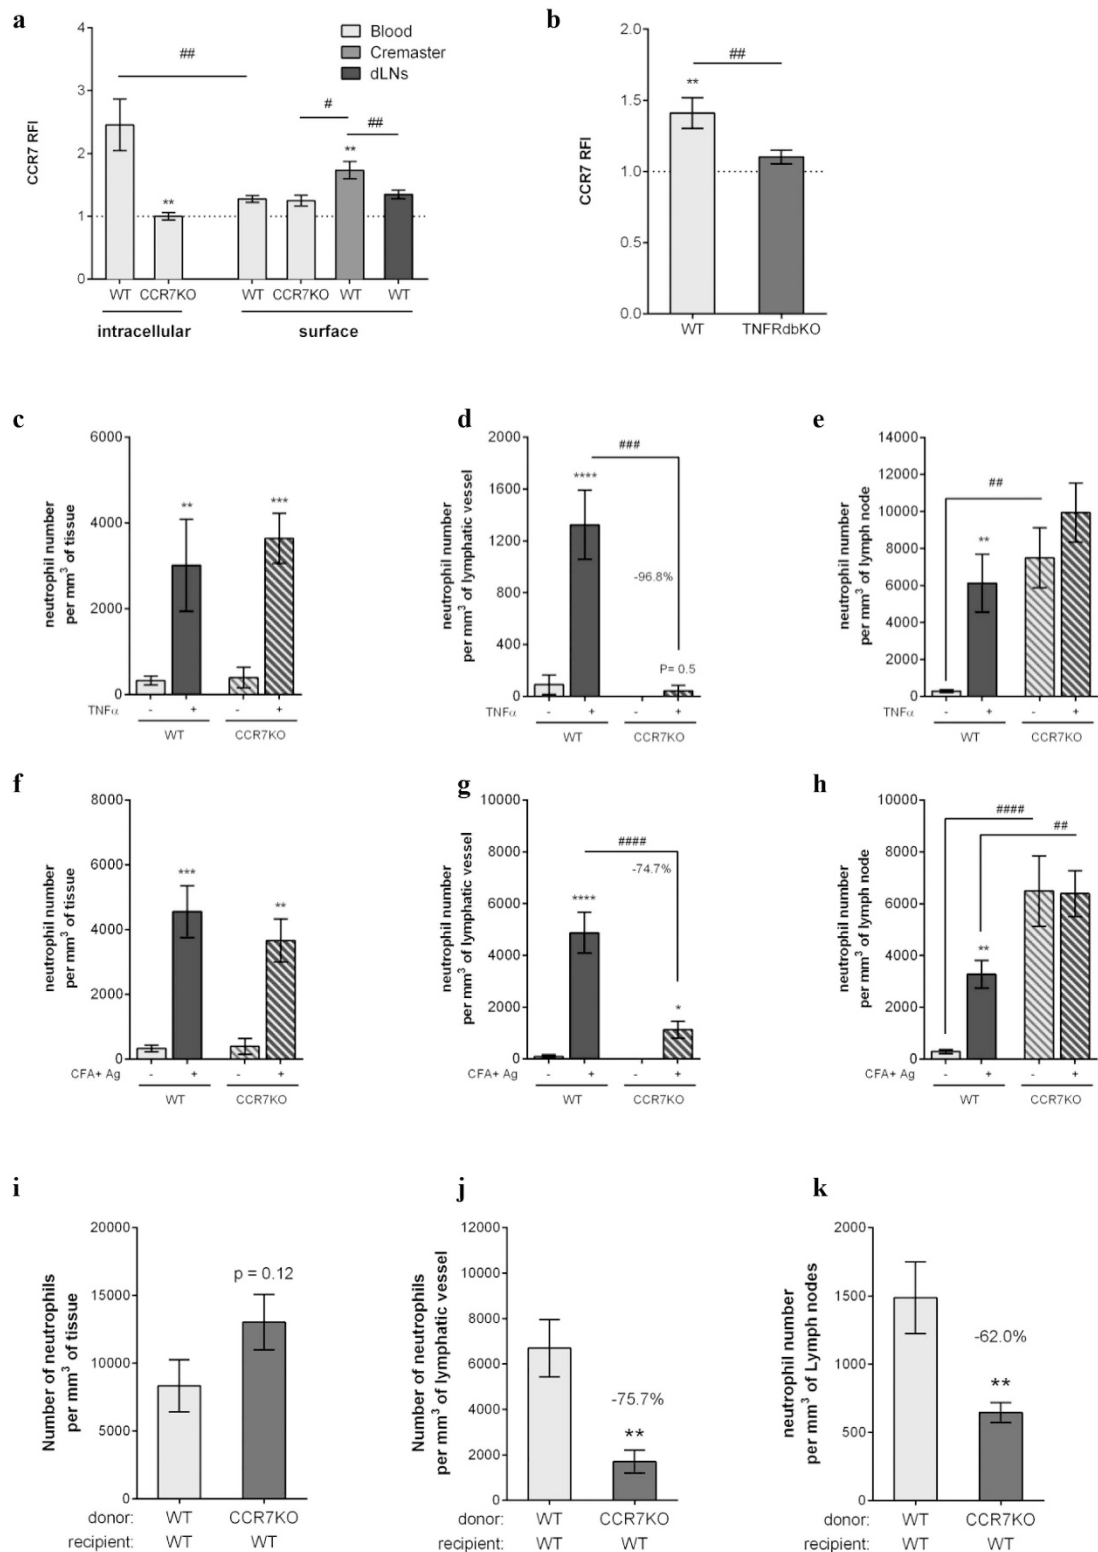 a
CCR7 RFI
5
4
3
2
1
0
Blood
Cremaster
dLNs
##
#
##
**
**
WT CCR7KO WT CCR7KO WT WT
intracellular surface
b
CCR7 RFI
2.0
1.5
1.0
0.5
0.0
##
**
WT TNFRdbKO
c
neutrophil number
per mm3 of tissue
6000
4000
2000
0
**
***
TNFα - + - +
WT CCR7KO
d
neutrophil number
per mm3 of lymphatic vessel
2000
1600
1200
800
400
0
###
****
-96.8%
P= 0.5
TNFα - + - +
WT CCR7KO
e
neutrophil number
per mm3 of lymph node
14000
12000
10000
8000
6000
4000
2000
0
##
**
TNFα - + - +
WT CCR7KO
f
neutrophil number
per mm3 of tissue
8000
6000
4000
2000
0
***
**
CFA+ Ag - + - +
WT CCR7KO
g
neutrophil number
per mm3 of lymphatic vessel
10000
8000
6000
4000
2000
0
####
-74.7%
****
*
CFA+ Ag - + - +
WT CCR7KO
h
neutrophil number
per mm3 of lymph node
10000
8000
6000
4000
2000
0
####
##
**
CFA+ Ag - + - +
WT CCR7KO
i
Number of neutrophils
per mm3 of tissue
20000
15000
10000
5000
0
p = 0.12
donor: WT CCR7KO
recipient: WT WT
j
Number of neutrophils
per mm3 of lymphatic vessel
12000
10000
8000
6000
4000
2000
0
-75.7%
**
donor: WT CCR7KO
recipient: WT WT
k
neutrophil number
per mm3 of Lymph nodes
2000
1500
1000
500
0
-62.0%
**
donor: WT CCR7KO
recipient: WT WT